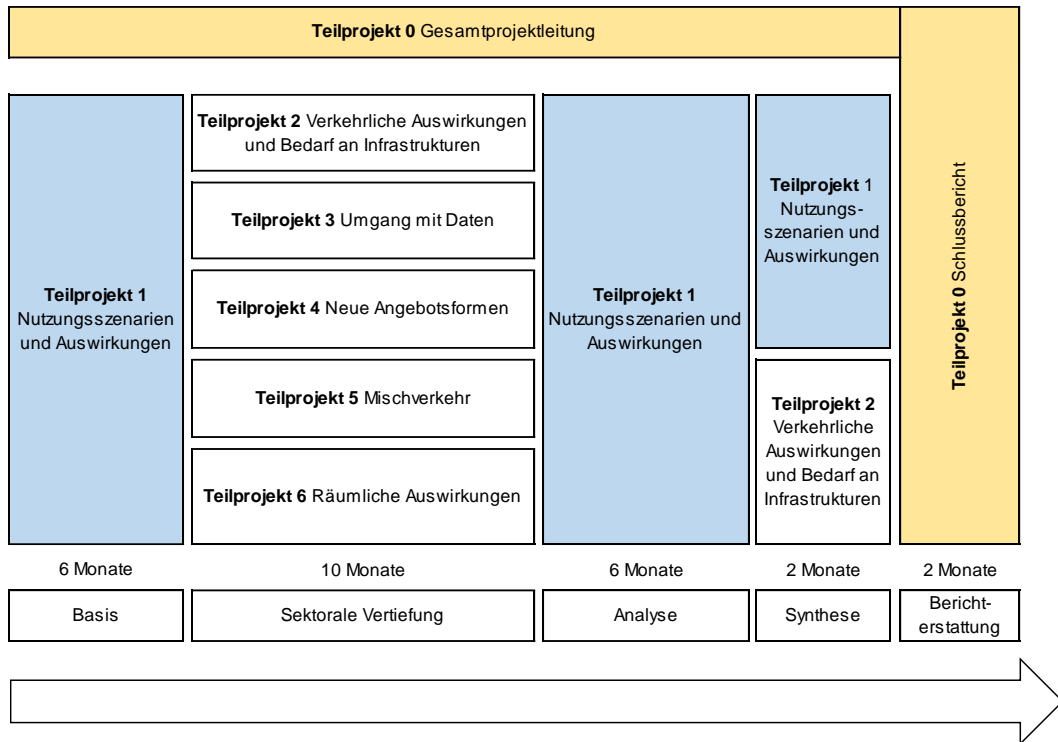 Teilprojekt 0 Gesamtprojektleitung
Teilprojekt 1
Nutzungsszenarien
und Auswirkungen
Teilprojekt 2 Verkehrliche Auswirkungen
und Bedarf an Infrastrukturen
Teilprojekt 3 Umgang mit Daten
Teilprojekt 4 Neue Angebotsformen
Teilprojekt 5 Mischverkehr
Teilprojekt 6 Räumliche Auswirkungen
Teilprojekt 1
Nutzungsszenarien und
Auswirkungen
Teilprojekt 1
Nutzungs-
szenarien und
Auswirkungen
Teilprojekt 2
Verkehrliche
Auswirkungen
und Bedarf an
Infrastrukturen
Teilprojekt 0 Schlussbericht
6 Monate
10 Monate
6 Monate
2 Monate
2 Monate
Basis
Sektorale Vertiefung
Analyse
Synthese
Bericht-
erstattung